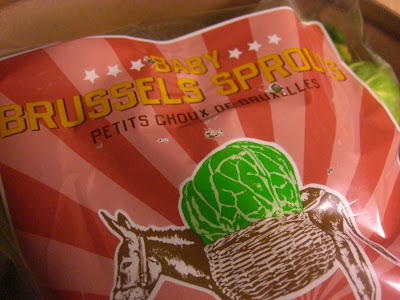 BABY
BRUSSELS SPROUTS
PETITS CHOUX DE BRUXELLES